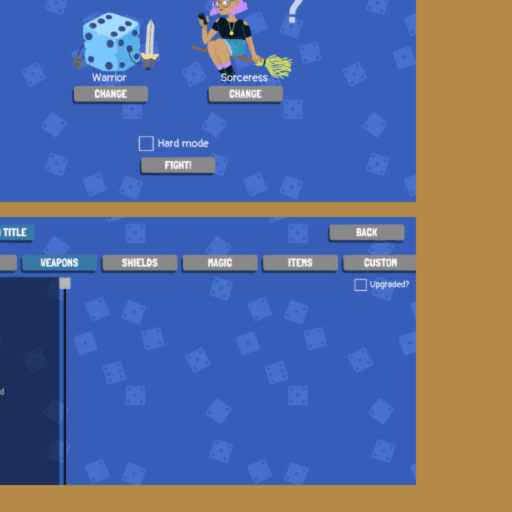 ?
Warrior
Sorceress
CHANGE
CHANGE
Hard mode
FIGHT!
TITLE
BACK
WEAPONS
SHIELDS
MAGIC
ITEMS
CUSTOM
Upgraded?
d